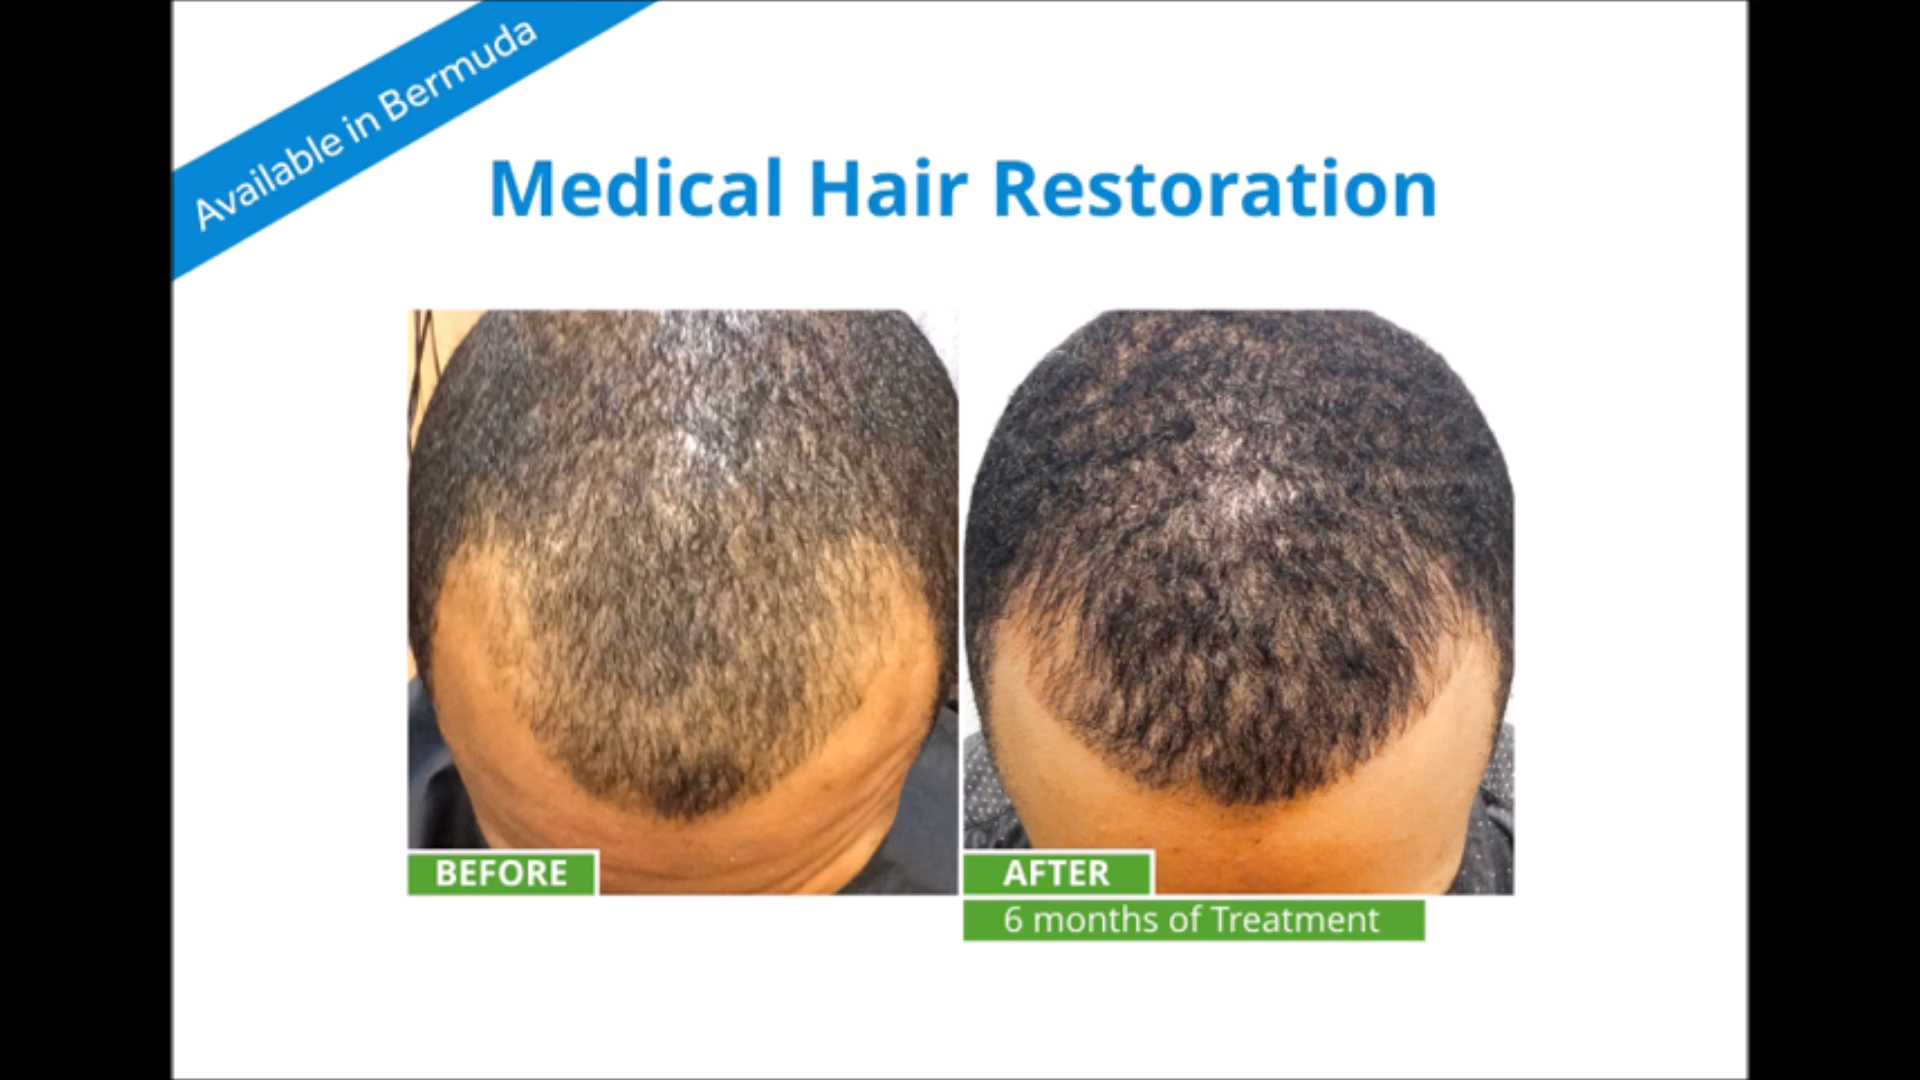 Available in Bermuda
Medical Hair Restoration
BEFORE
AFTER
6 months of Treatment